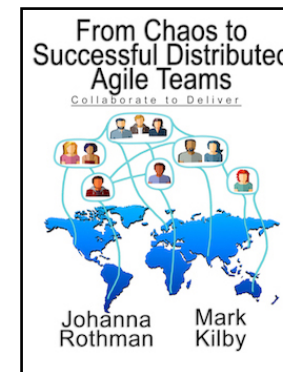 From Chaos to
Successful Distributed
Agile Teams
Collaborate to Deliver
Johanna
Rothman
Mark
Kilby